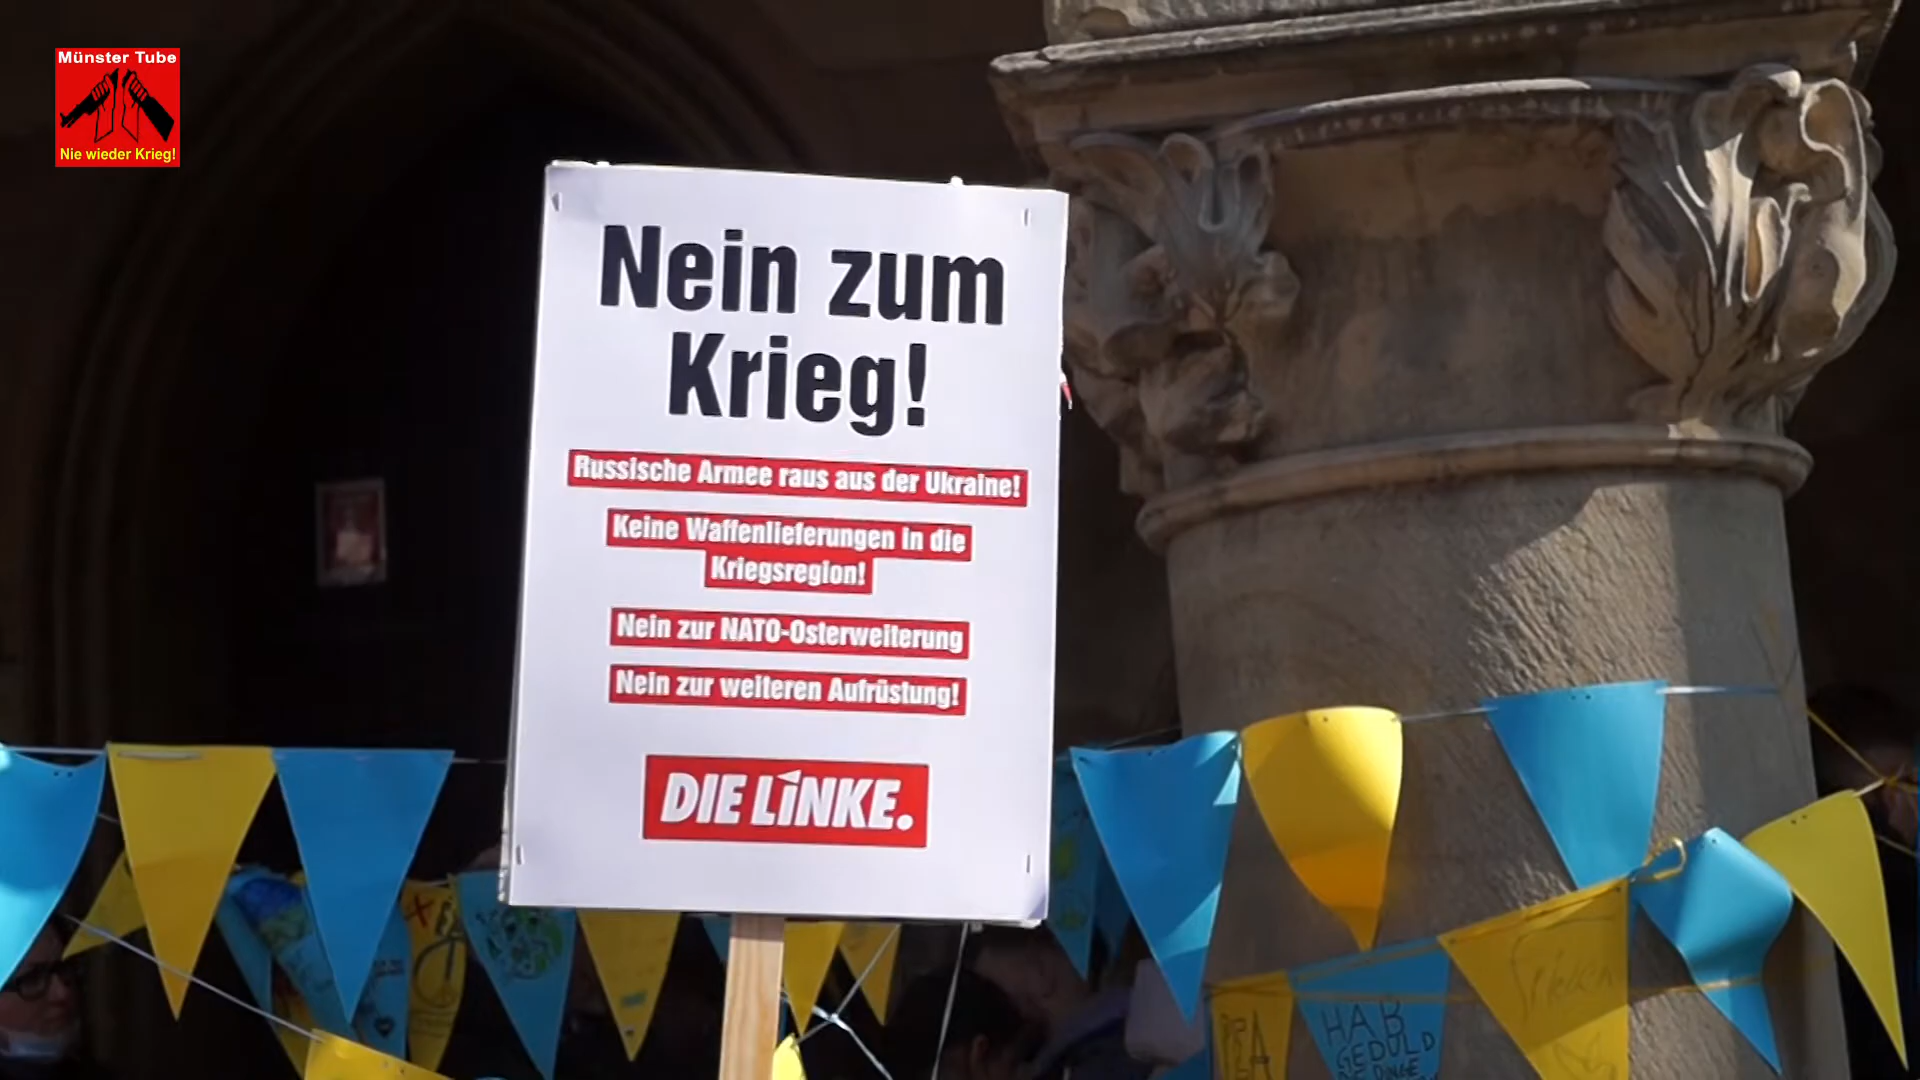 Münster Tube
Nie wieder Krieg!
Nein zum
Krieg!
Russische Armee raus aus der Ukraine!
Keine Waffenlieferungen in die
Kriegsregion!
Nein zur NATO-Osterweiterung
Nein zur weiteren Aufrüstung!
DIE LINKE.
HAB
GEDULD
DINGE